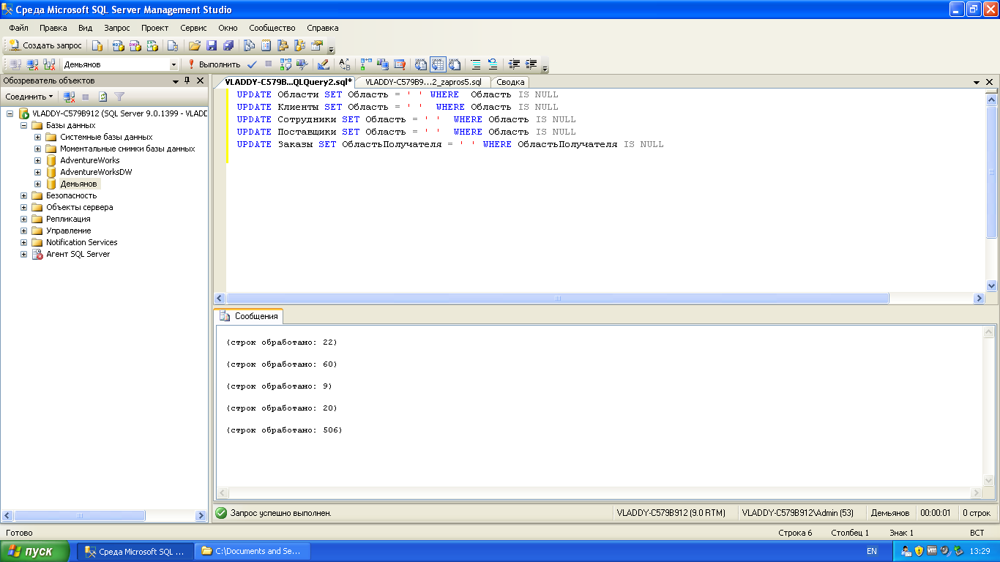 Среда Microsoft SQL Server Management Studio
Файл Правка Вид Запрос Проект Сервис Окно Сообщество Справка
Создать запрос
Демьянов Выполнить
Обозреватель объектов
Соединить
VLADDY-C579B912 (SQL Server 9.0.1399 - VLADD
Базы данных
Системные базы данных
Моментальные снимки базы данных
AdventureWorks
AdventureWorksDW
Демьянов
Безопасность
Объекты сервера
Репликация
Управление
Notification Services
Агент SQL Server
VLADDY-C579B...QLQuery2.sql* VLADDY-C579B9...2_zapros5.sql Сводка
UPDATE Области SET Область = ' ' WHERE Область IS NULL
UPDATE Клиенты SET Область = ' ' WHERE Область IS NULL
UPDATE Сотрудники SET Область = ' ' WHERE Область IS NULL
UPDATE Поставщики SET Область = ' ' WHERE Область IS NULL
UPDATE Заказы SET ОбластьПолучателя = ' ' WHERE ОбластьПолучателя IS NULL
Сообщения
(строк обработано: 22)
(строк обработано: 60)
(строк обработано: 9)
(строк обработано: 20)
(строк обработано: 506)
Запрос успешно выполнен. VLADDY-C579B912 (9.0 RTM) VLADDY-C579B912\Admin (53) Демьянов 00:00:01 0 строк
Готово Строка 6 Столбец 1 Знак 1 ВСТ
пуск Среда Microsoft SQL ... C:\Documents and Se... EN 13:29